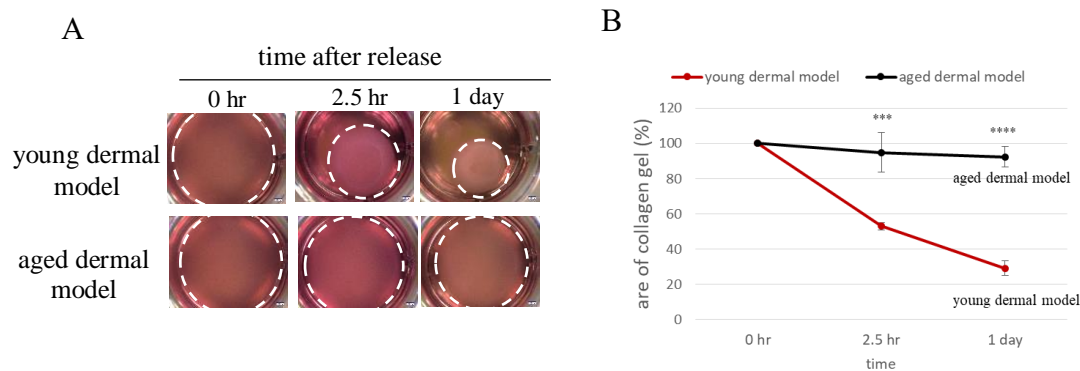 A
time after release
0 hr
2.5 hr
1 day
young dermal
model
aged dermal
model
B
young dermal model
aged dermal model
are of collagen gel (%)
120
100
80
60
40
20
0
***
****
aged dermal model
young dermal model
0 hr
2.5 hr
1 day
time